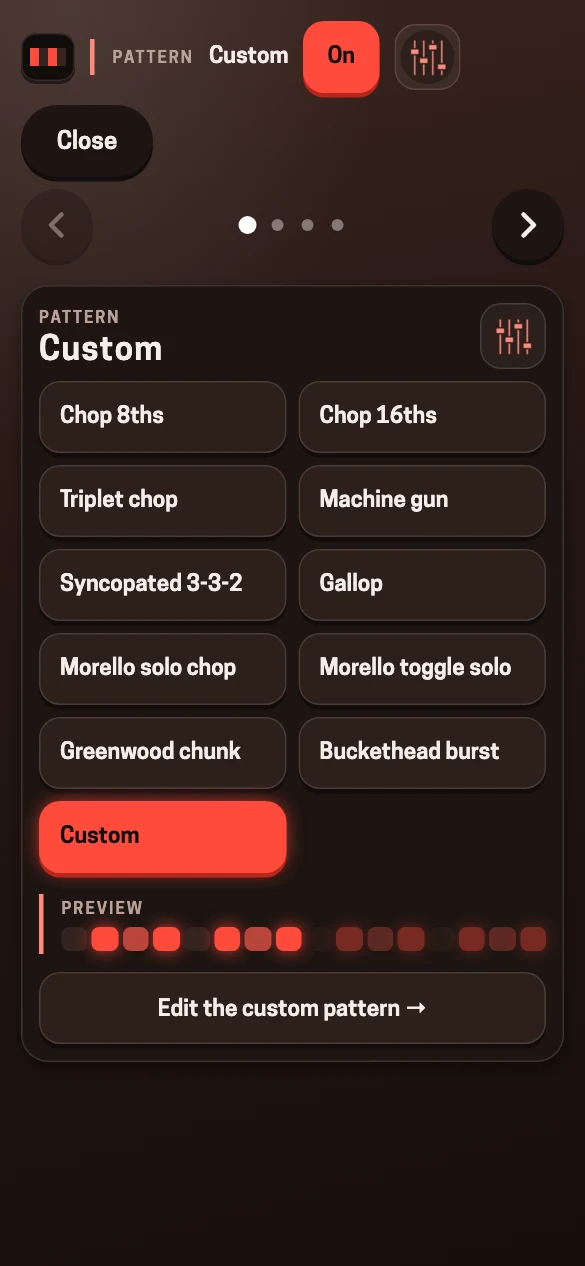 PATTERN Custom On
Close
PATTERN
Custom
Chop 8ths Chop 16ths
Triplet chop Machine gun
Syncopated 3-3-2 Gallop
Morello solo chop Morello toggle solo
Greenwood chunk Buckethead burst
Custom
PREVIEW
Edit the custom pattern →